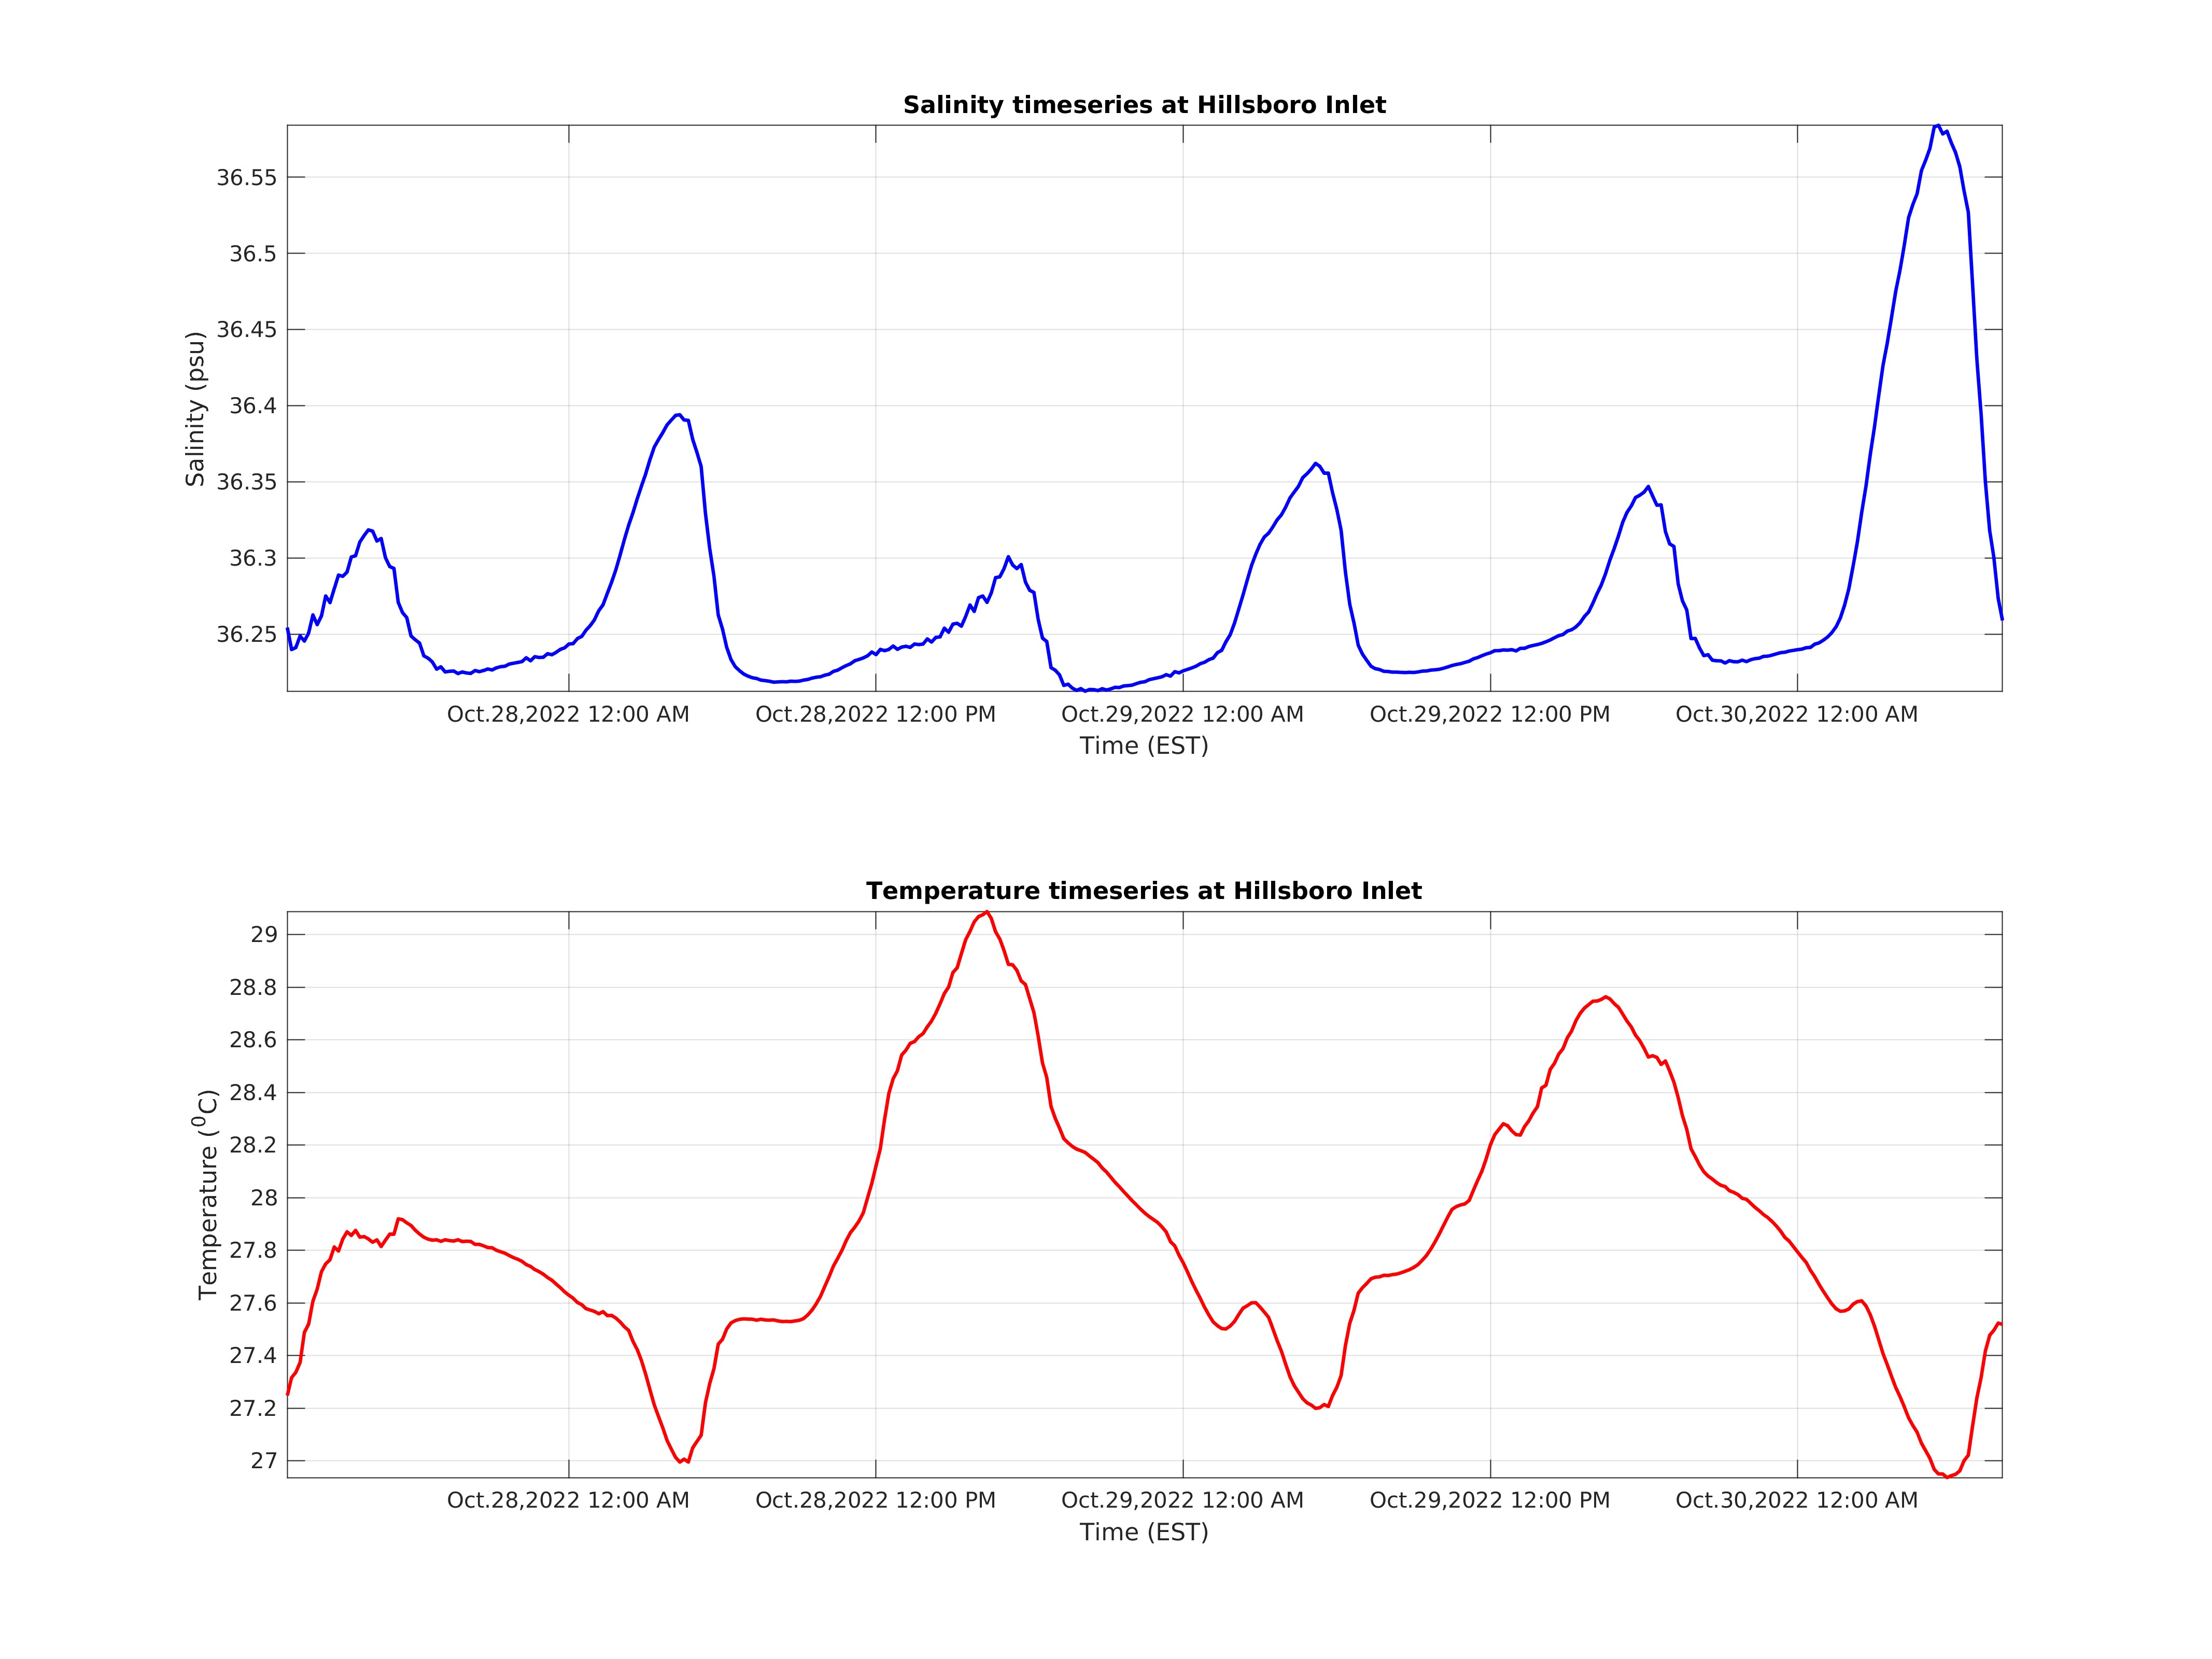 Salinity timeseries at Hillsboro Inlet
36.55
36.5
36.45
36.4
36.35
36.3
36.25
Salinity (psu)
Oct.28,2022 12:00 AM Oct.28,2022 12:00 PM Oct.29,2022 12:00 AM Oct.29,2022 12:00 PM Oct.30,2022 12:00 AM
Time (EST)
Temperature timeseries at Hillsboro Inlet
29
28.8
28.6
28.4
28.2
28
27.8
27.6
27.4
27.2
27
Temperature (⁰C)
Oct.28,2022 12:00 AM Oct.28,2022 12:00 PM Oct.29,2022 12:00 AM Oct.29,2022 12:00 PM Oct.30,2022 12:00 AM
Time (EST)